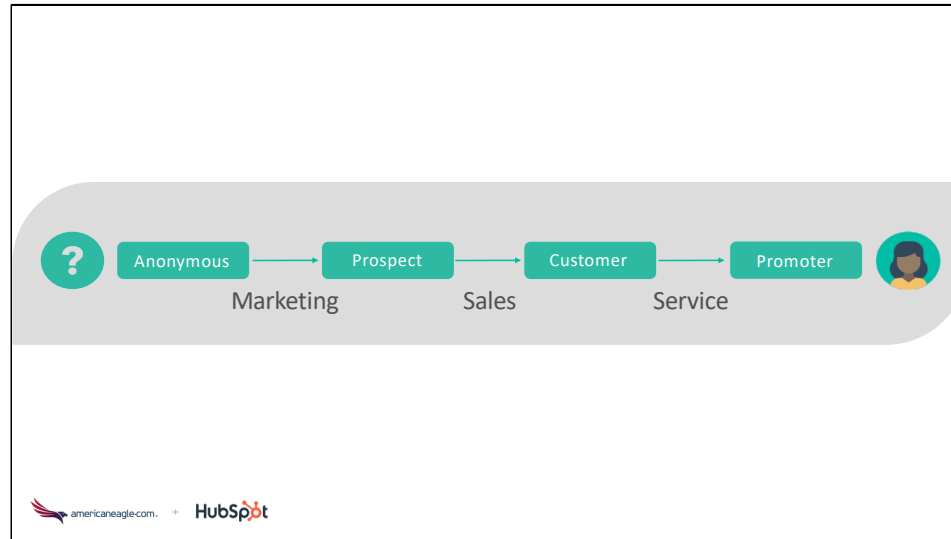 ?
Anonymous
Prospect
Customer
Promoter
Marketing
Sales
Service
americaneagle.com. + HubSpot